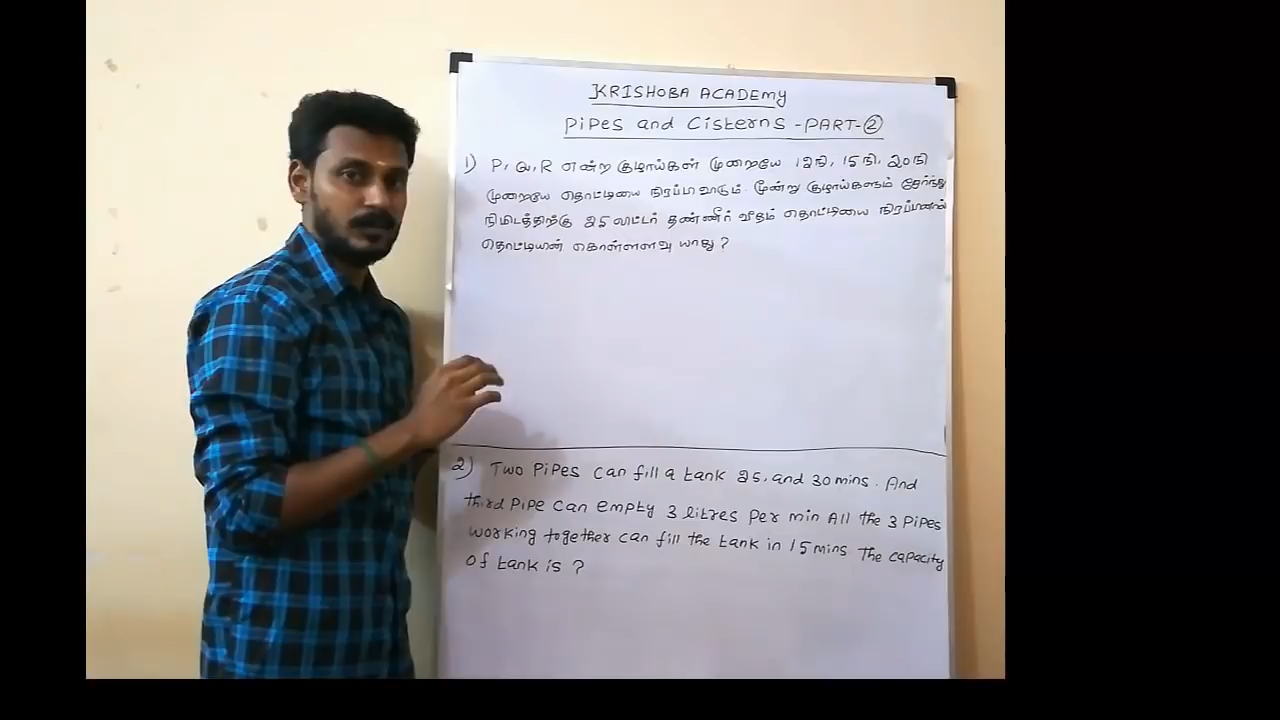 KRISHOBA ACADEMY
Pipes and Cisterns -PART-②
1) P, Q, R என்ற குழாய்கள் முறையே 12நி, 15நி, 20நி
முறையே தொட்டியை நிரப்பபடும். மூன்று குழாய்களும் சேர்ந்து
நிமிடத்திற்கு 25 லிட்டர் தண்ணீர் வீதம் தொட்டியை நிரப்பினால்
தொட்டியின் கொள்ளளவு யாது?
2) Two Pipes can fill a tank 25, and 30 mins. And
third Pipe can empty 3 litres per min All the 3 pipes
working together can fill the tank in 15 mins The capacity
of tank is ?